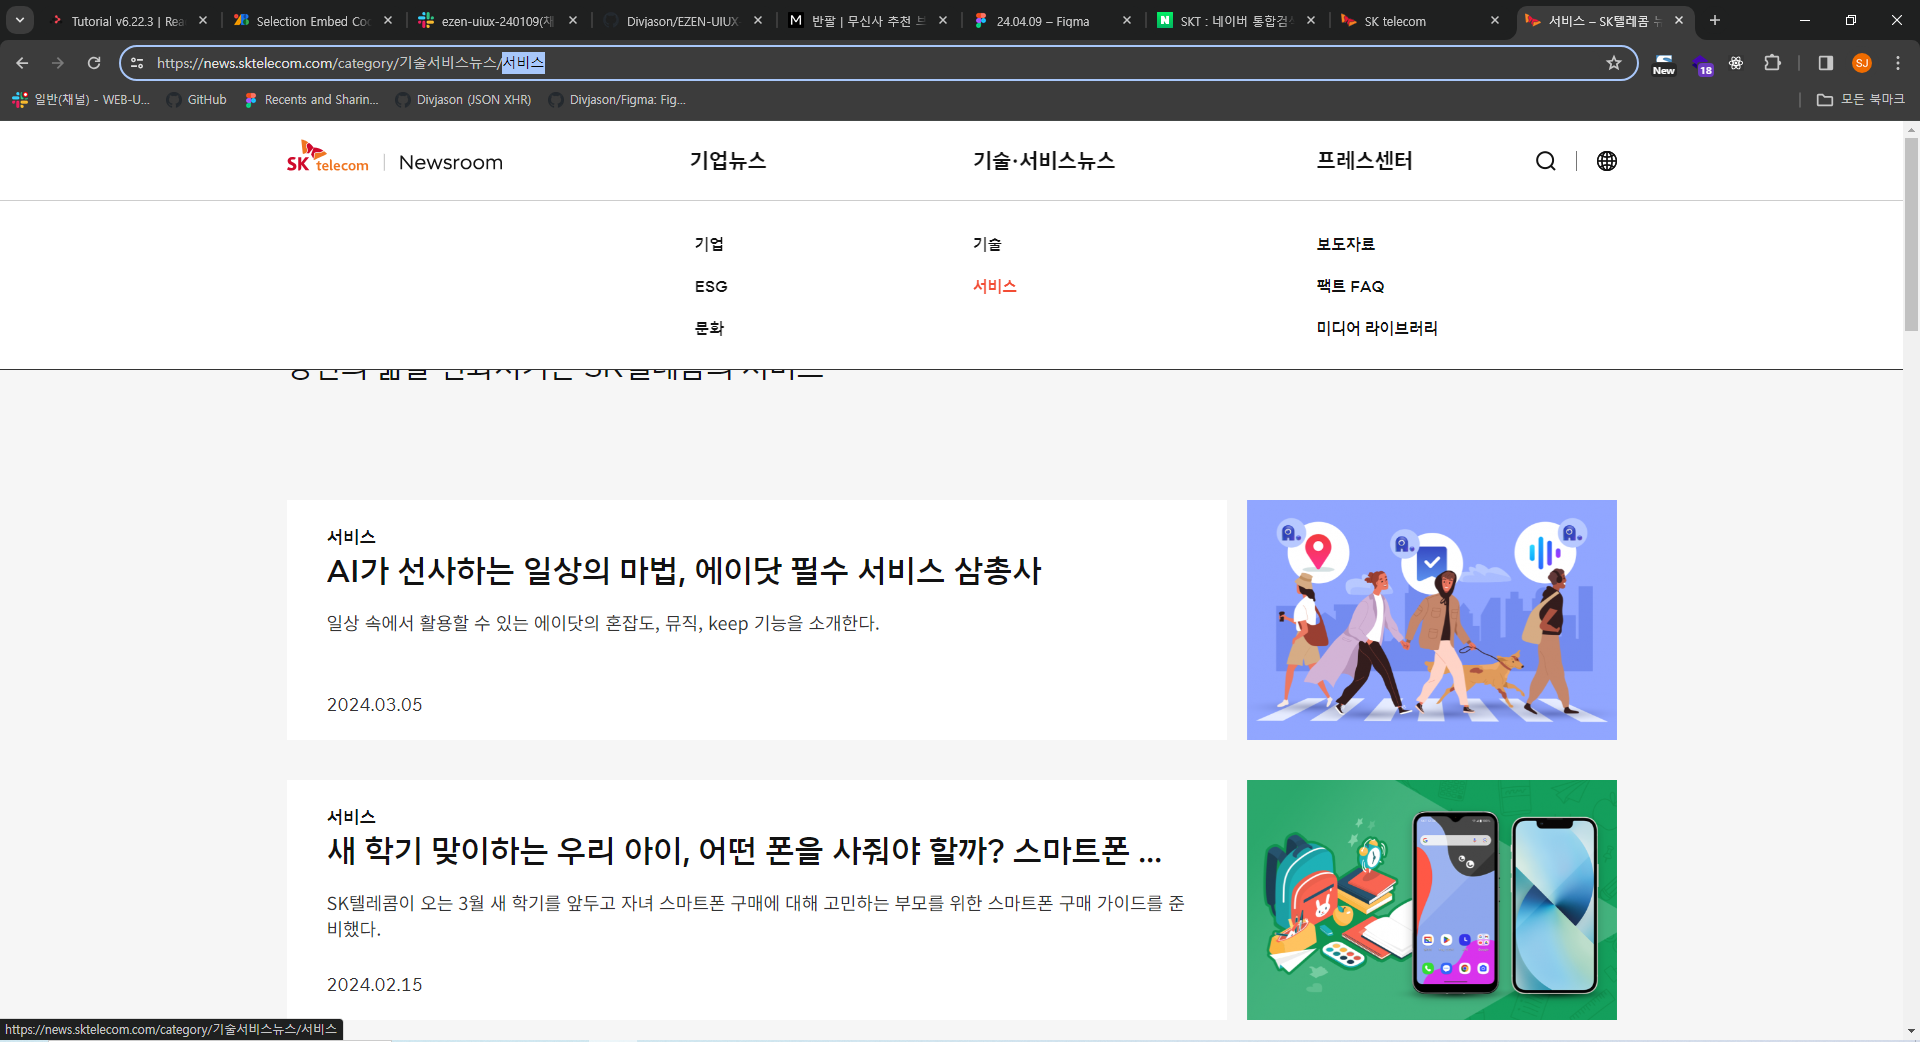 Tutorial v6.22.3 | Rea
Selection Embed Co
ezen-uiux-240109(채
Divjason/EZEN-UIUX
반팔 | 무신사 추천 브
24.04.09 – Figma
SKT : 네이버 통합검색
SK telecom
서비스 – SK텔레콤 뉴
https://news.sktelecom.com/category/기술서비스뉴스/서비스
New
18
SJ
일반(채널) - WEB-U...
GitHub
Recents and Sharin...
Divjason (JSON XHR)
Divjason/Figma: Fig...
모든 북마크
SK telecom
Newsroom
기업뉴스
기술·서비스뉴스
프레스센터
기업
기술
보도자료
ESG
서비스
팩트 FAQ
문화
미디어 라이브러리
서비스
AI가 선사하는 일상의 마법, 에이닷 필수 서비스 삼총사
일상 속에서 활용할 수 있는 에이닷의 혼잡도, 뮤직, keep 기능을 소개한다.
2024.03.05
서비스
새 학기 맞이하는 우리 아이, 어떤 폰을 사줘야 할까? 스마트폰 ...
SK텔레콤이 오는 3월 새 학기를 앞두고 자녀 스마트폰 구매에 대해 고민하는 부모를 위한 스마트폰 구매 가이드를 준
비했다.
2024.02.15
https://news.sktelecom.com/category/기술서비스뉴스/서비스